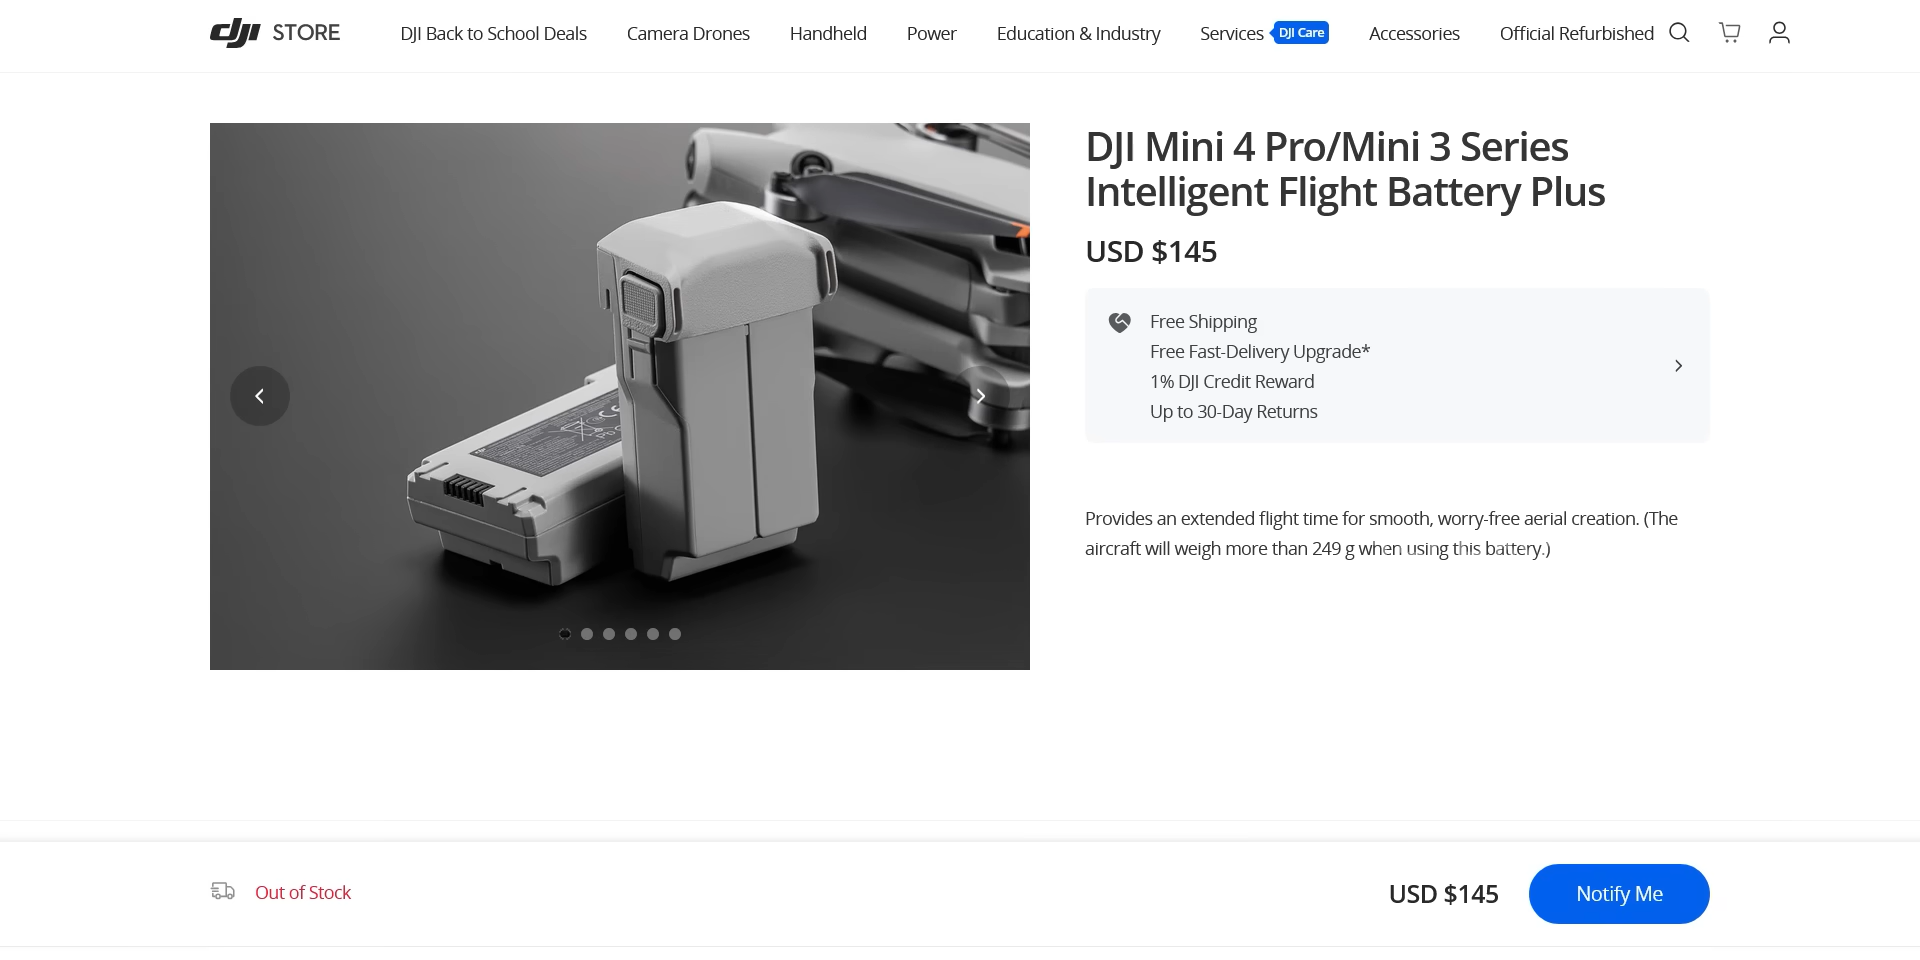 dji STORE
DJI Back to School Deals
Camera Drones
Handheld
Power
Education & Industry
Services DJI Care
Accessories
Official Refurbished
DJI Mini 4 Pro/Mini 3 Series
Intelligent Flight Battery Plus
USD $145
Free Shipping
Free Fast-Delivery Upgrade*
1% DJI Credit Reward
Up to 30-Day Returns
Provides an extended flight time for smooth, worry-free aerial creation. (The
aircraft will weigh more than 249 g when using this battery.)
Out of Stock
USD $145
Notify Me